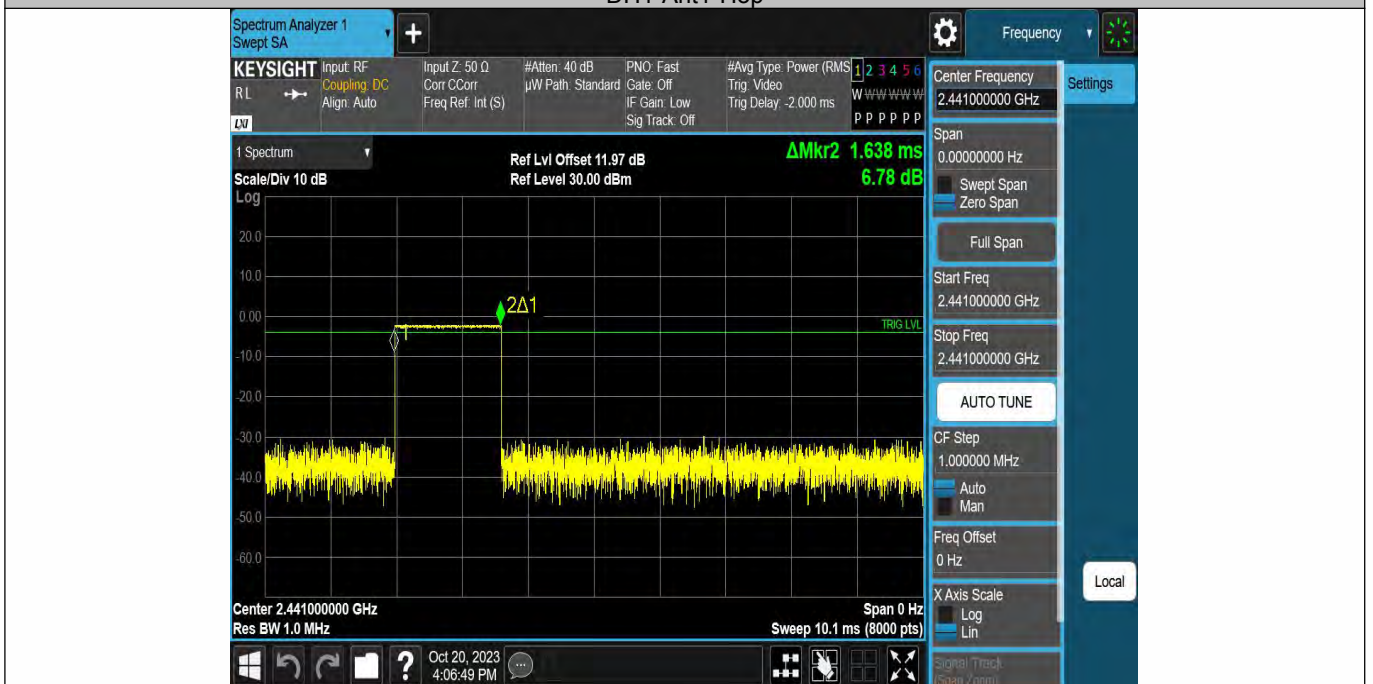 Spectrum Analyzer 1
Swept SA
+
Frequency
KEYSIGHT
RL
LXI
Input: RF
Coupling: DC
Align: Auto
Input Z: 50 Ω
Corr CCorr
Freq Ref: Int (S)
#Atten: 40 dB
µW Path: Standard
PNO: Fast
Gate: Off
IF Gain: Low
Sig Track: Off
#Avg Type: Power (RMS
Trig: Video
Trig Delay: -2.000 ms
1 2 3 4 5 6
W W W W W W
P P P P P P
Center Frequency
2.441000000 GHz
Settings
1 Spectrum
Scale/Div 10 dB
Log
Ref Lvl Offset 11.97 dB
Ref Level 30.00 dBm
ΔMkr2 1.638 ms
6.78 dB
Span
0.00000000 Hz
Swept Span
Zero Span
Full Span
Start Freq
2.441000000 GHz
Stop Freq
2.441000000 GHz
AUTO TUNE
CF Step
1.000000 MHz
Auto
Man
Freq Offset
0 Hz
X Axis Scale
Log
Lin
Signal Track
(Span Zoom)
Local
20.0
10.0
0.00
-10.0
-20.0
-30.0
-40.0
-50.0
-60.0
2Δ1
TRIG LVL
Center 2.441000000 GHz
Res BW 1.0 MHz
Span 0 Hz
Sweep 10.1 ms (8000 pts)
?
Oct 20, 2023
4:06:49 PM